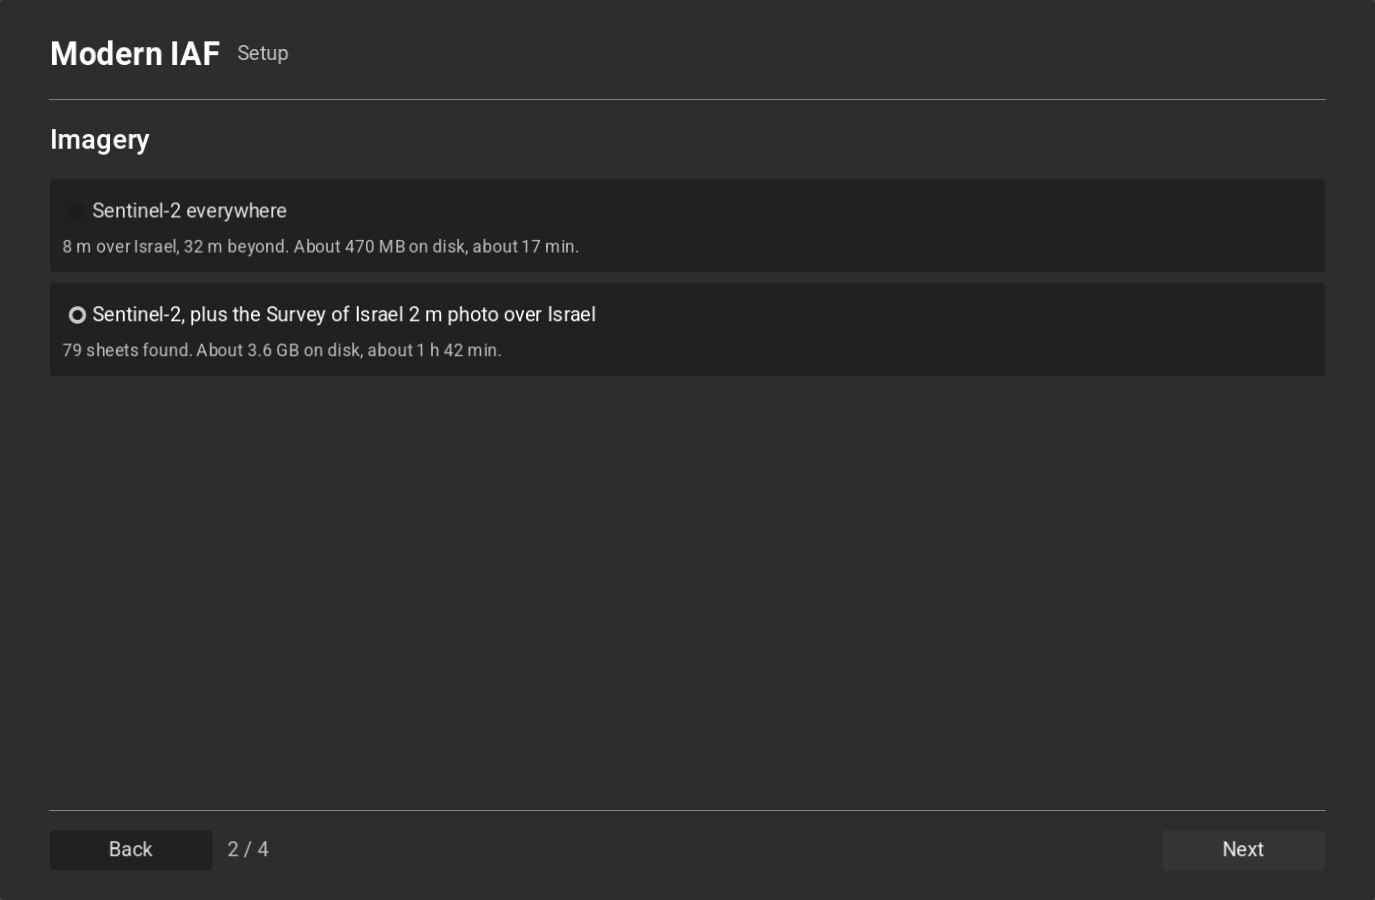 Modern IAF Setup
Imagery
Sentinel-2 everywhere
8 m over Israel, 32 m beyond. About 470 MB on disk, about 17 min.
Sentinel-2, plus the Survey of Israel 2 m photo over Israel
79 sheets found. About 3.6 GB on disk, about 1 h 42 min.
Back 2 / 4 Next